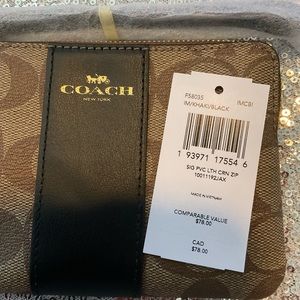 COACH
NEW YORK
F58035
IM/KHAKI/BLACK IMCBI
1 93971 17554 6
SIG PVC LTH CRN ZIP
10011192JAX
MADE IN VIETNAM
COMPARABLE VALUE
$78.00
CAD
$78.00